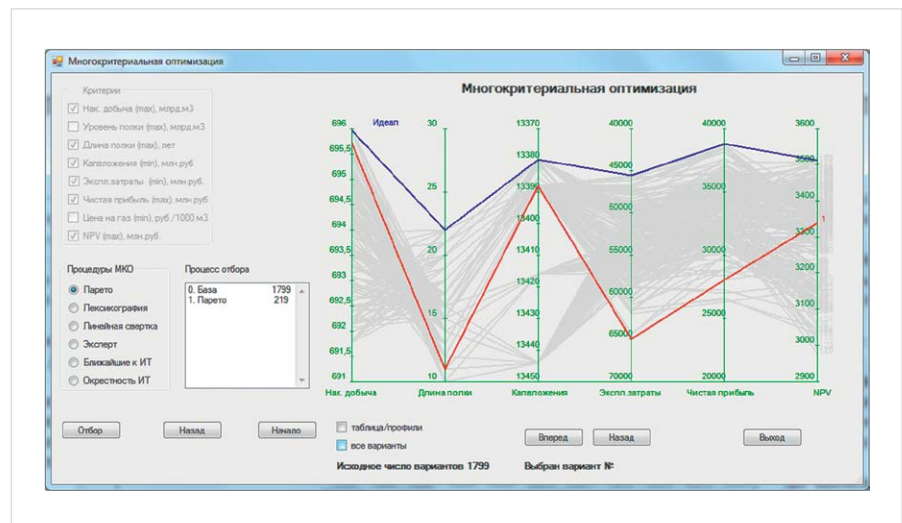 Многокритериальная оптимизация
Многокритериальная оптимизация
Критерии
Нак. добыча (max), млрд.м3
Уровень полки (max), млрд.м3
Длина полки (max), лет
Капвложения (min), млн.руб
Экспл.затраты (min), млн.руб.
Чистая прибыль (max), млн.руб
Цена на газ (min), руб./1000 м3
NPV (max), млн.руб.
Процедуры МКО
Парето
Лексикография
Линейная свертка
Эксперт
Ближайшие к ИТ
Окрестность ИТ
Процесс отбора
0. База 1799
1. Парето 219
Идеал
696
695,5
695
694,5
694
693,5
693
692,5
692
691,5
691
Нак. добыча
30
25
20
15
10
Длина полки
13370
13380
13390
13400
13410
13420
13430
13440
13450
Капвложения
40000
45000
50000
55000
60000
65000
70000
Экспл.затраты
40000
35000
30000
25000
20000
Чистая прибыль
3600
3500
3400
3300
3200
3100
3000
2900
NPV
1
Отбор
Назад
Начало
таблица/профили
все варианты
Вперед
Назад
Выход
Исходное число вариантов 1799
Выбран вариант №